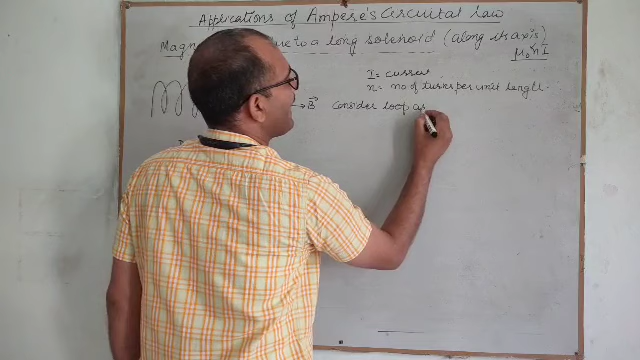 Applications of Ampere's Circuital Law
Magn due to a long solenoid (along its axis)
μ₀ n I
I = current
n = no of turns per unit length.
→ B⃗ Consider loop as